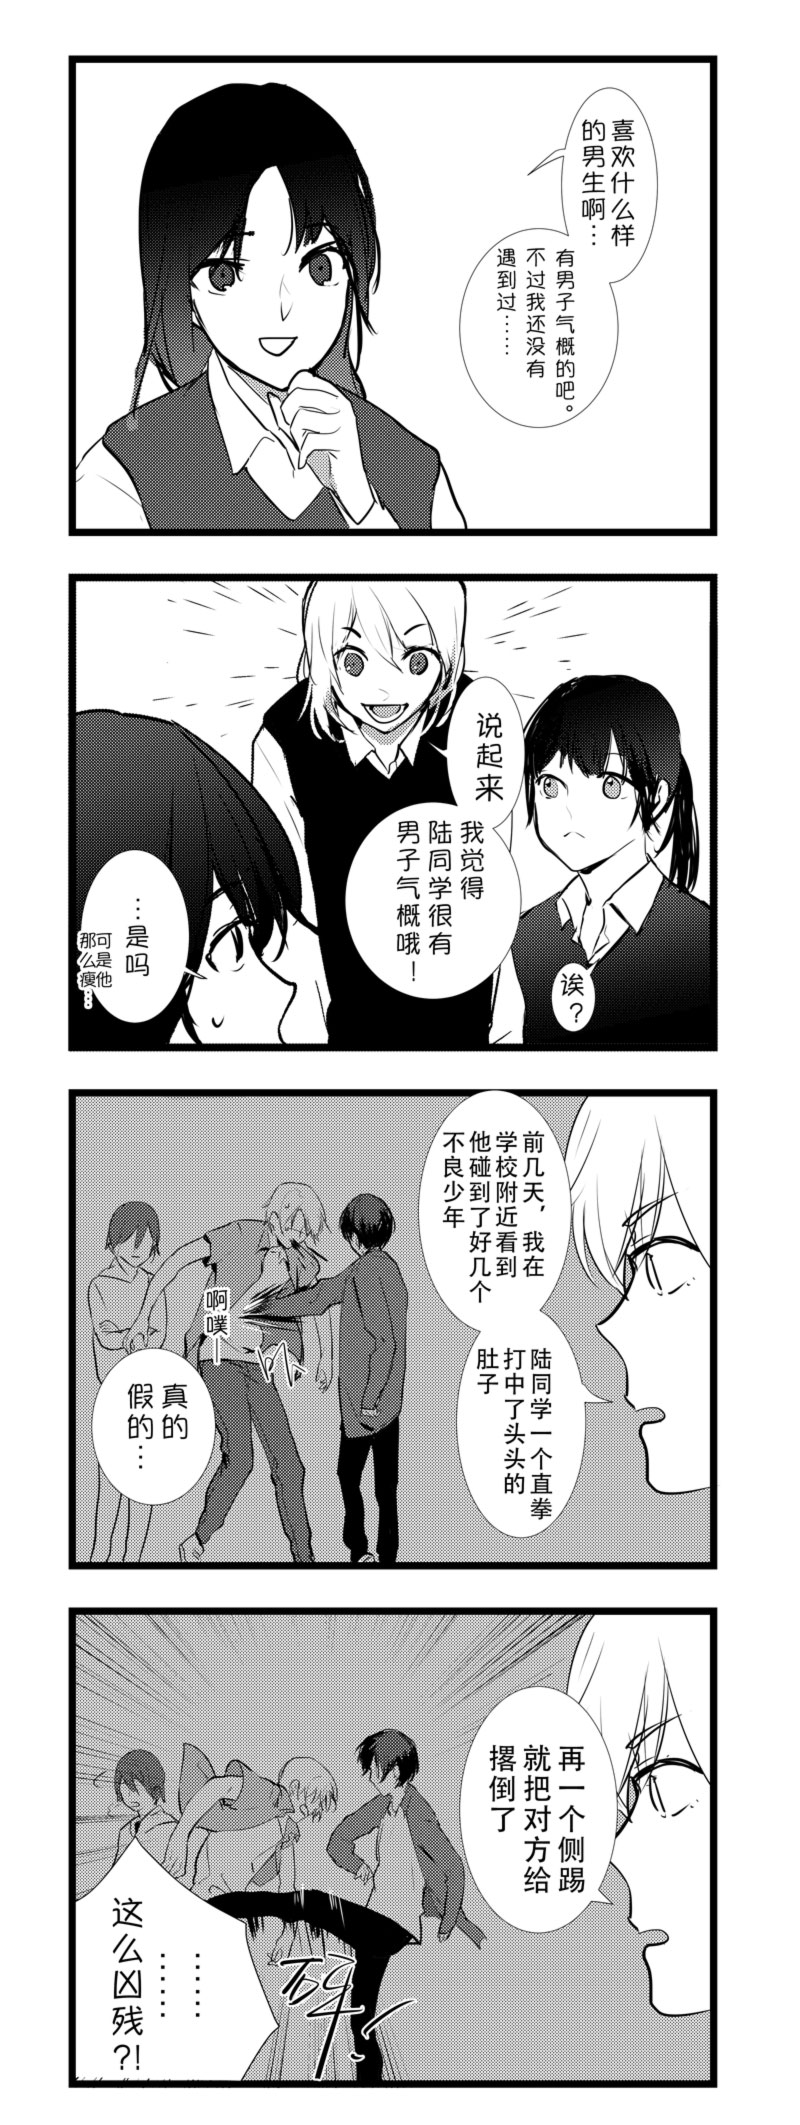 喜欢什么样
的男生啊…
有男子气概的吧。
不过我还没有
遇到过……
说起来
我觉得
陆同学很有
男子气概哦！
诶？
…是吗
可是他
那么瘦…
前几天，我在
学校附近看到
他碰到了好几个
不良少年
陆同学一个直拳
打中了头头的
肚子
啊噗—
真的
假的…
再一个侧踢
就把对方给
撂倒了
……
……
这么凶残?!
砰！